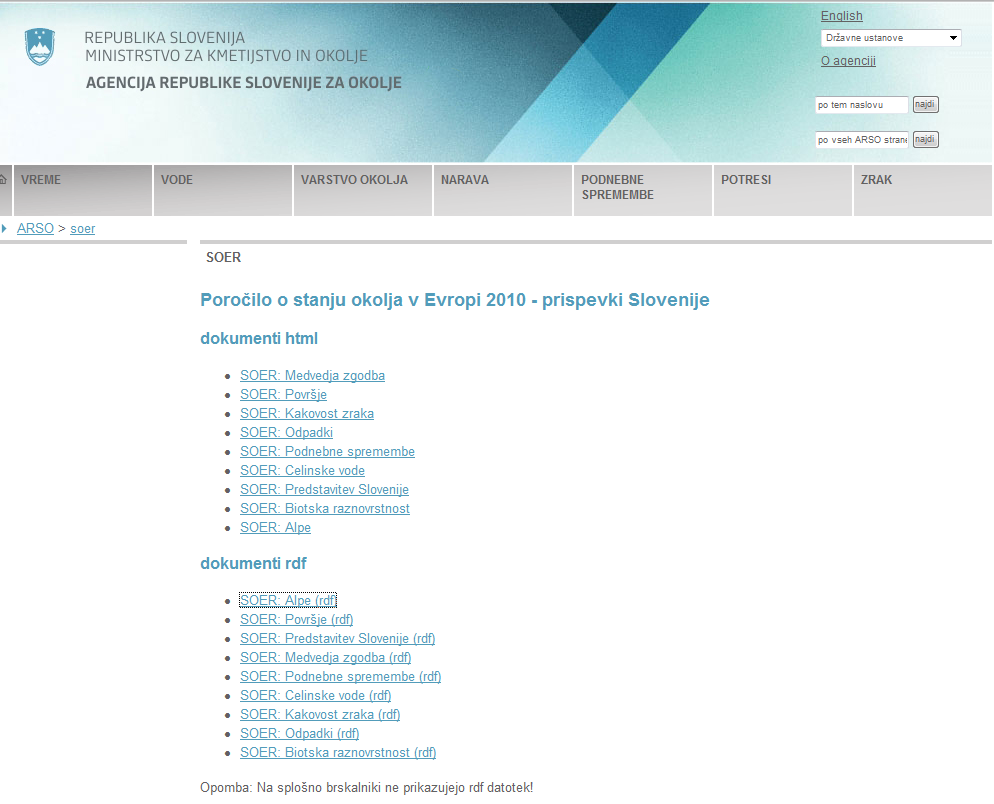 REPUBLIKA SLOVENIJA
MINISTRSTVO ZA KMETIJSTVO IN OKOLJE
AGENCIJA REPUBLIKE SLOVENIJE ZA OKOLJE
English
Državne ustanove
O agenciji
po tem naslovu
najdi
po vseh ARSO strane
najdi
VREME
VODE
VARSTVO OKOLJA
NARAVA
PODNEBNE
SPREMEMBE
POTRESI
ZRAK
ARSO > soer
SOER
Poročilo o stanju okolja v Evropi 2010 - prispevki Slovenije
dokumenti html
SOER: Medvedja zgodba
SOER: Površje
SOER: Kakovost zraka
SOER: Odpadki
SOER: Podnebne spremembe
SOER: Celinske vode
SOER: Predstavitev Slovenije
SOER: Biotska raznovrstnost
SOER: Alpe
dokumenti rdf
SOER: Alpe (rdf)
SOER: Površje (rdf)
SOER: Predstavitev Slovenije (rdf)
SOER: Medvedja zgodba (rdf)
SOER: Podnebne spremembe (rdf)
SOER: Celinske vode (rdf)
SOER: Kakovost zraka (rdf)
SOER: Odpadki (rdf)
SOER: Biotska raznovrstnost (rdf)
Opomba: Na splošno brskalniki ne prikazujejo rdf datotek!